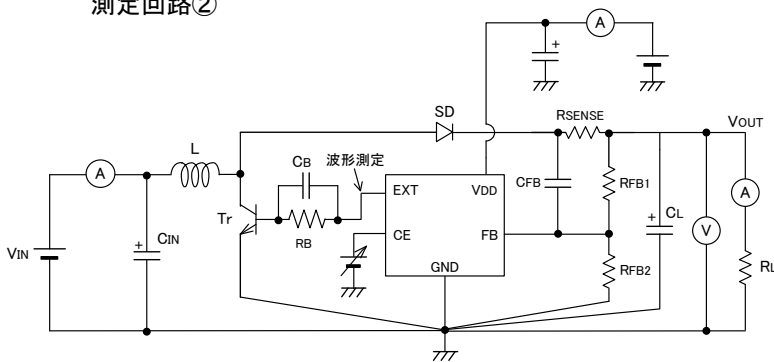 測定回路②
A
SD
RSENSE
VOUT
L
A
CB
波形測定
EXT
VDD
CFB
RFB1
CL
A
Tr
RB
CE
FB
V
VIN
CIN
GND
RFB2
RL